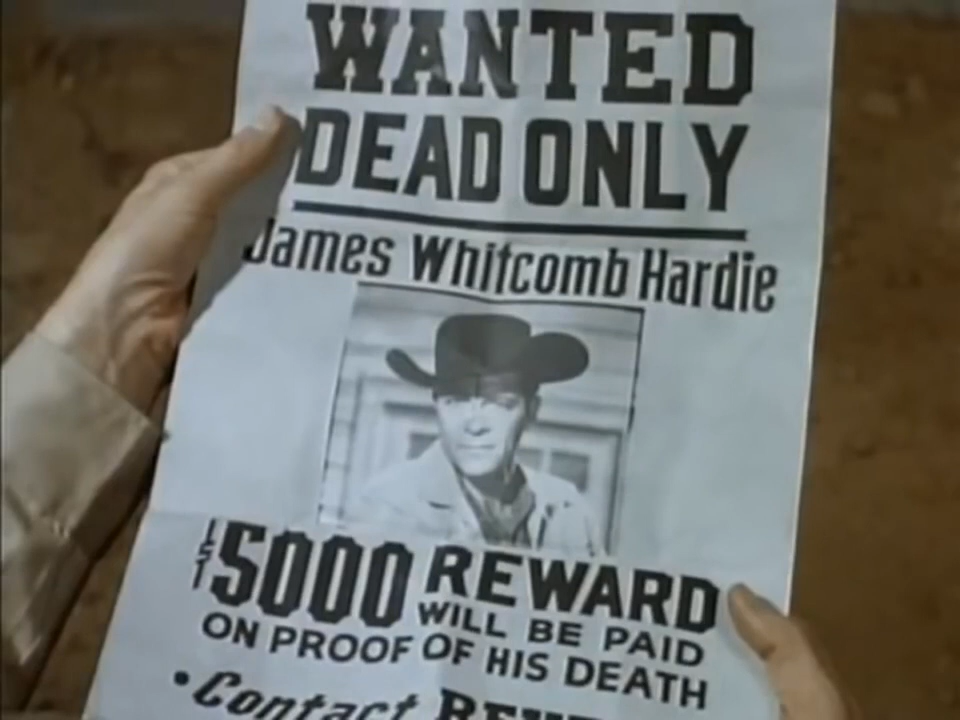 WANTED
DEAD ONLY
James Whitcomb Hardie
$5000 REWARD
WILL BE PAID
ON PROOF OF HIS DEATH
•Contact